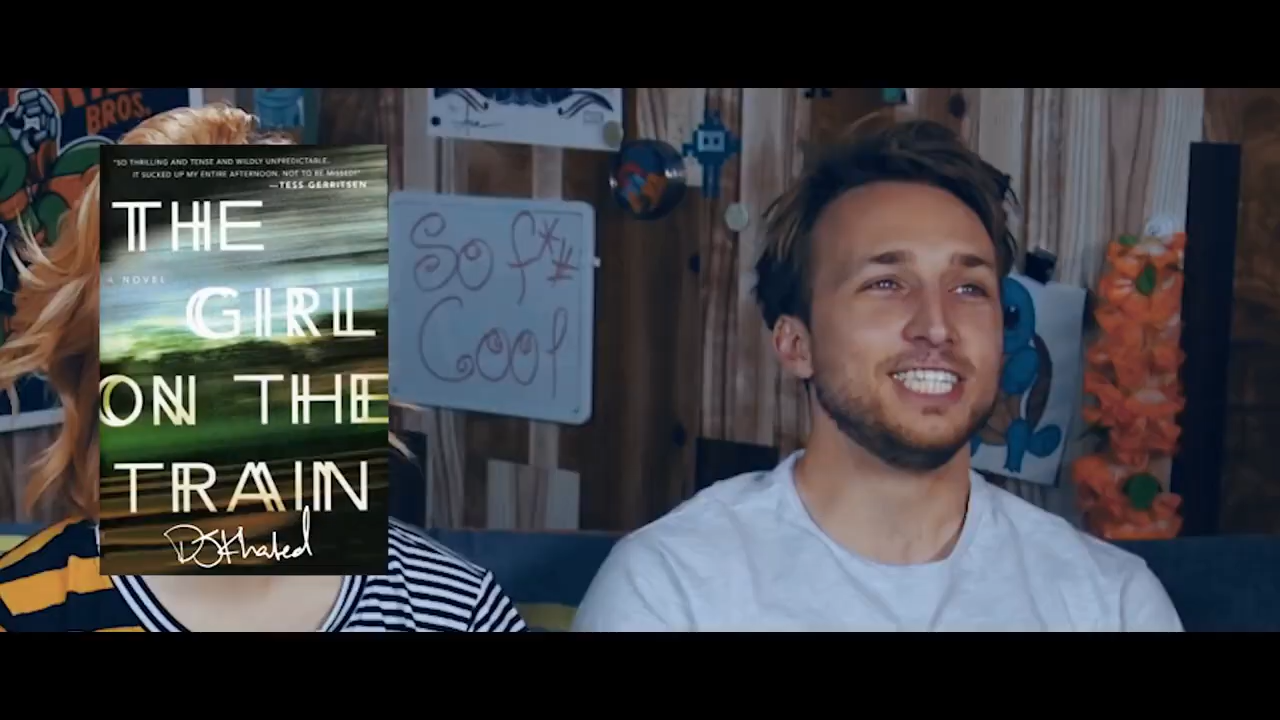 BROS.
"SO THRILLING AND TENSE AND WILDLY UNPREDICTABLE,
IT SUCKED UP MY ENTIRE AFTERNOON. NOT TO BE MISSED!"
—TESS GERRITSEN
THE
A NOVEL
GIRL
ON THE
TRAIN
DJ Khaled
So f*#
Cool